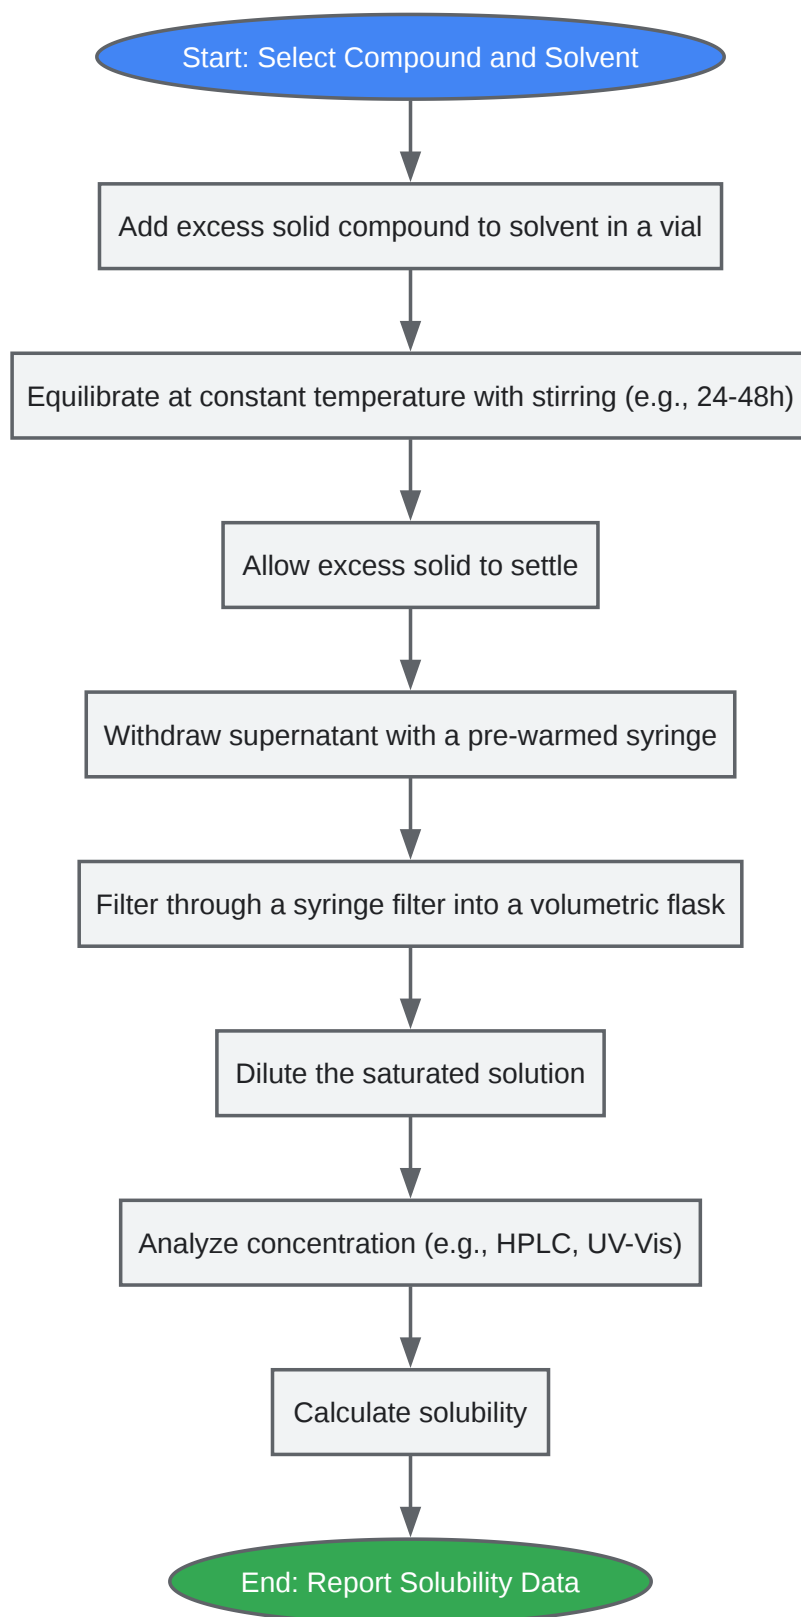 Start: Select Compound and Solvent
Add excess solid compound to solvent in a vial
Equilibrate at constant temperature with stirring (e.g., 24-48h)
Allow excess solid to settle
Withdraw supernatant with a pre-warmed syringe
Filter through a syringe filter into a volumetric flask
Dilute the saturated solution
Analyze concentration (e.g., HPLC, UV-Vis)
Calculate solubility
End: Report Solubility Data